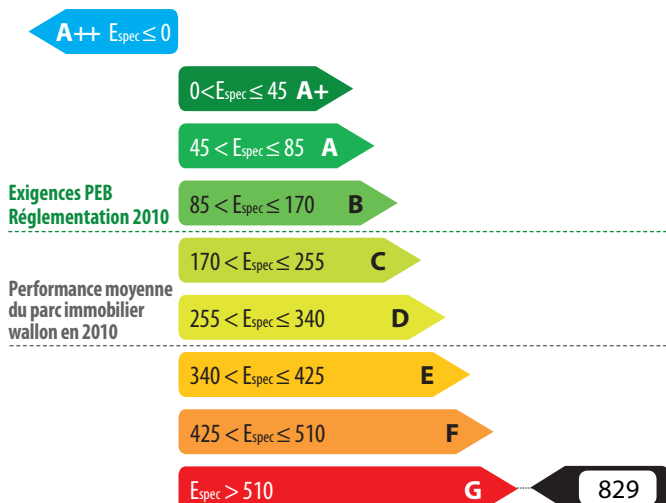 A++ Espec ≤ 0
0<Espec ≤ 45 A+
45 < Espec ≤ 85 A
Exigences PEB
Réglementation 2010
85 < Espec ≤ 170 B
170 < Espec ≤ 255 C
Performance moyenne
du parc immobilier
wallon en 2010
255 < Espec ≤ 340 D
340 < Espec ≤ 425 E
425 < Espec ≤ 510 F
Espec > 510 G 829